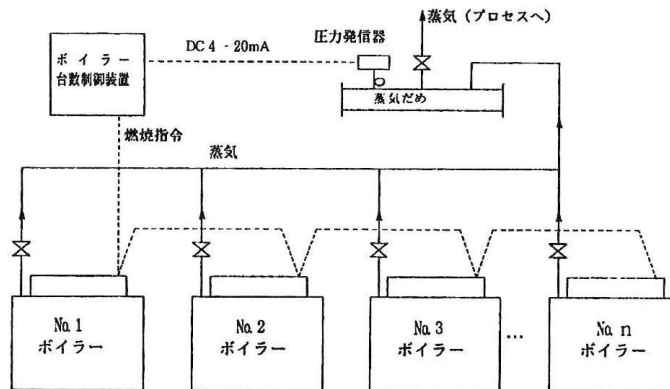 蒸気（プロセスへ）
圧力発信器
DC 4 - 20mA
ボイラー
台数制御装置
蒸気だめ
燃焼指令
蒸気
No.1
ボイラー
No.2
ボイラー
No.3
ボイラー
…
No.n
ボイラー